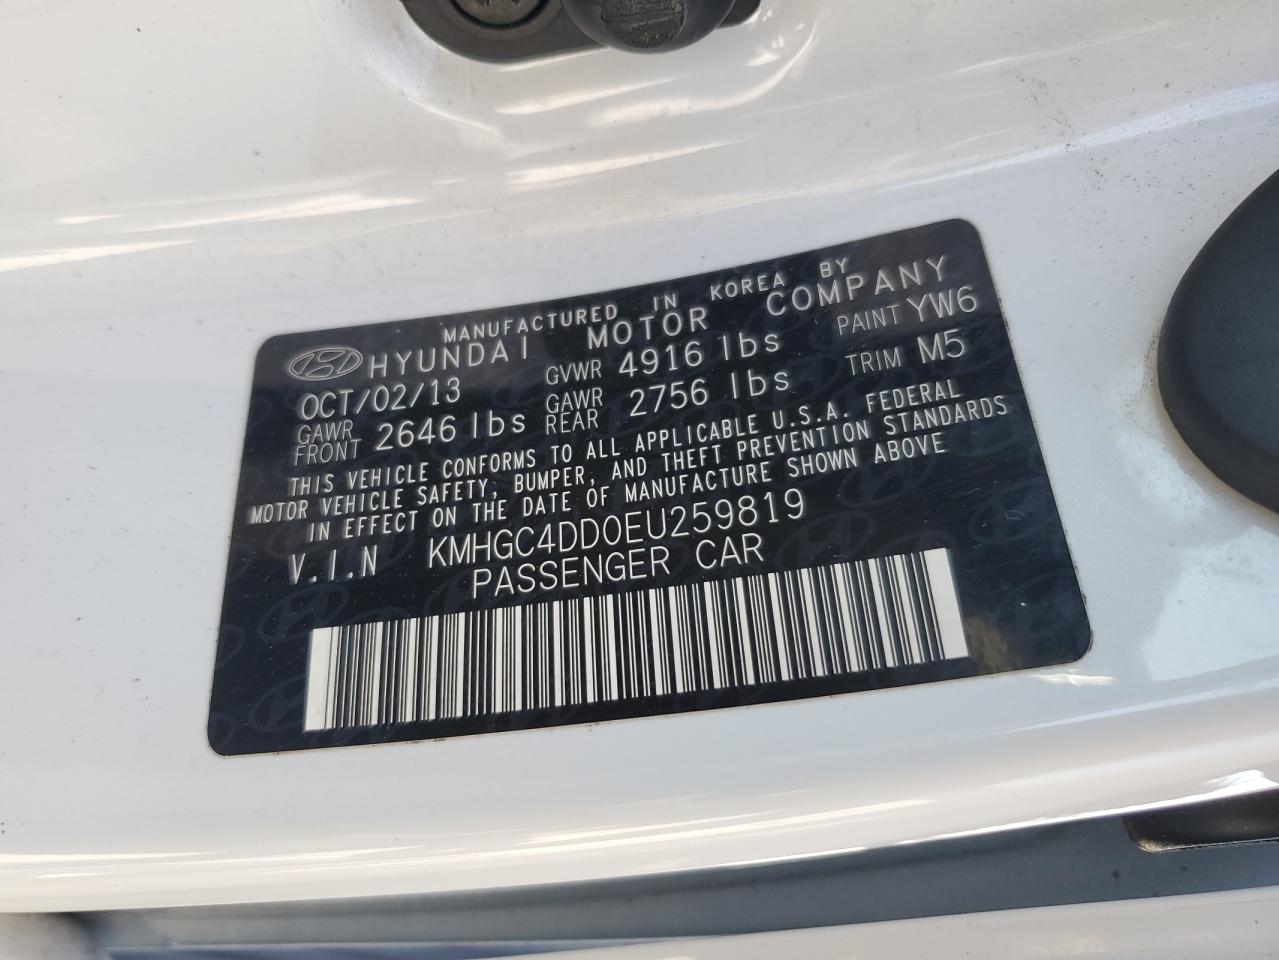 MANUFACTURED IN KOREA BY
HYUNDAI MOTOR COMPANY
OCT/02/13 GVWR 4916 lbs PAINT YW6
GAWR FRONT 2646 lbs GAWR REAR 2756 lbs TRIM M5
THIS VEHICLE CONFORMS TO ALL APPLICABLE U.S.A. FEDERAL
MOTOR VEHICLE SAFETY, BUMPER, AND THEFT PREVENTION STANDARDS
IN EFFECT ON THE DATE OF MANUFACTURE SHOWN ABOVE
V.I.N KMHGC4DD0EU259819
PASSENGER CAR